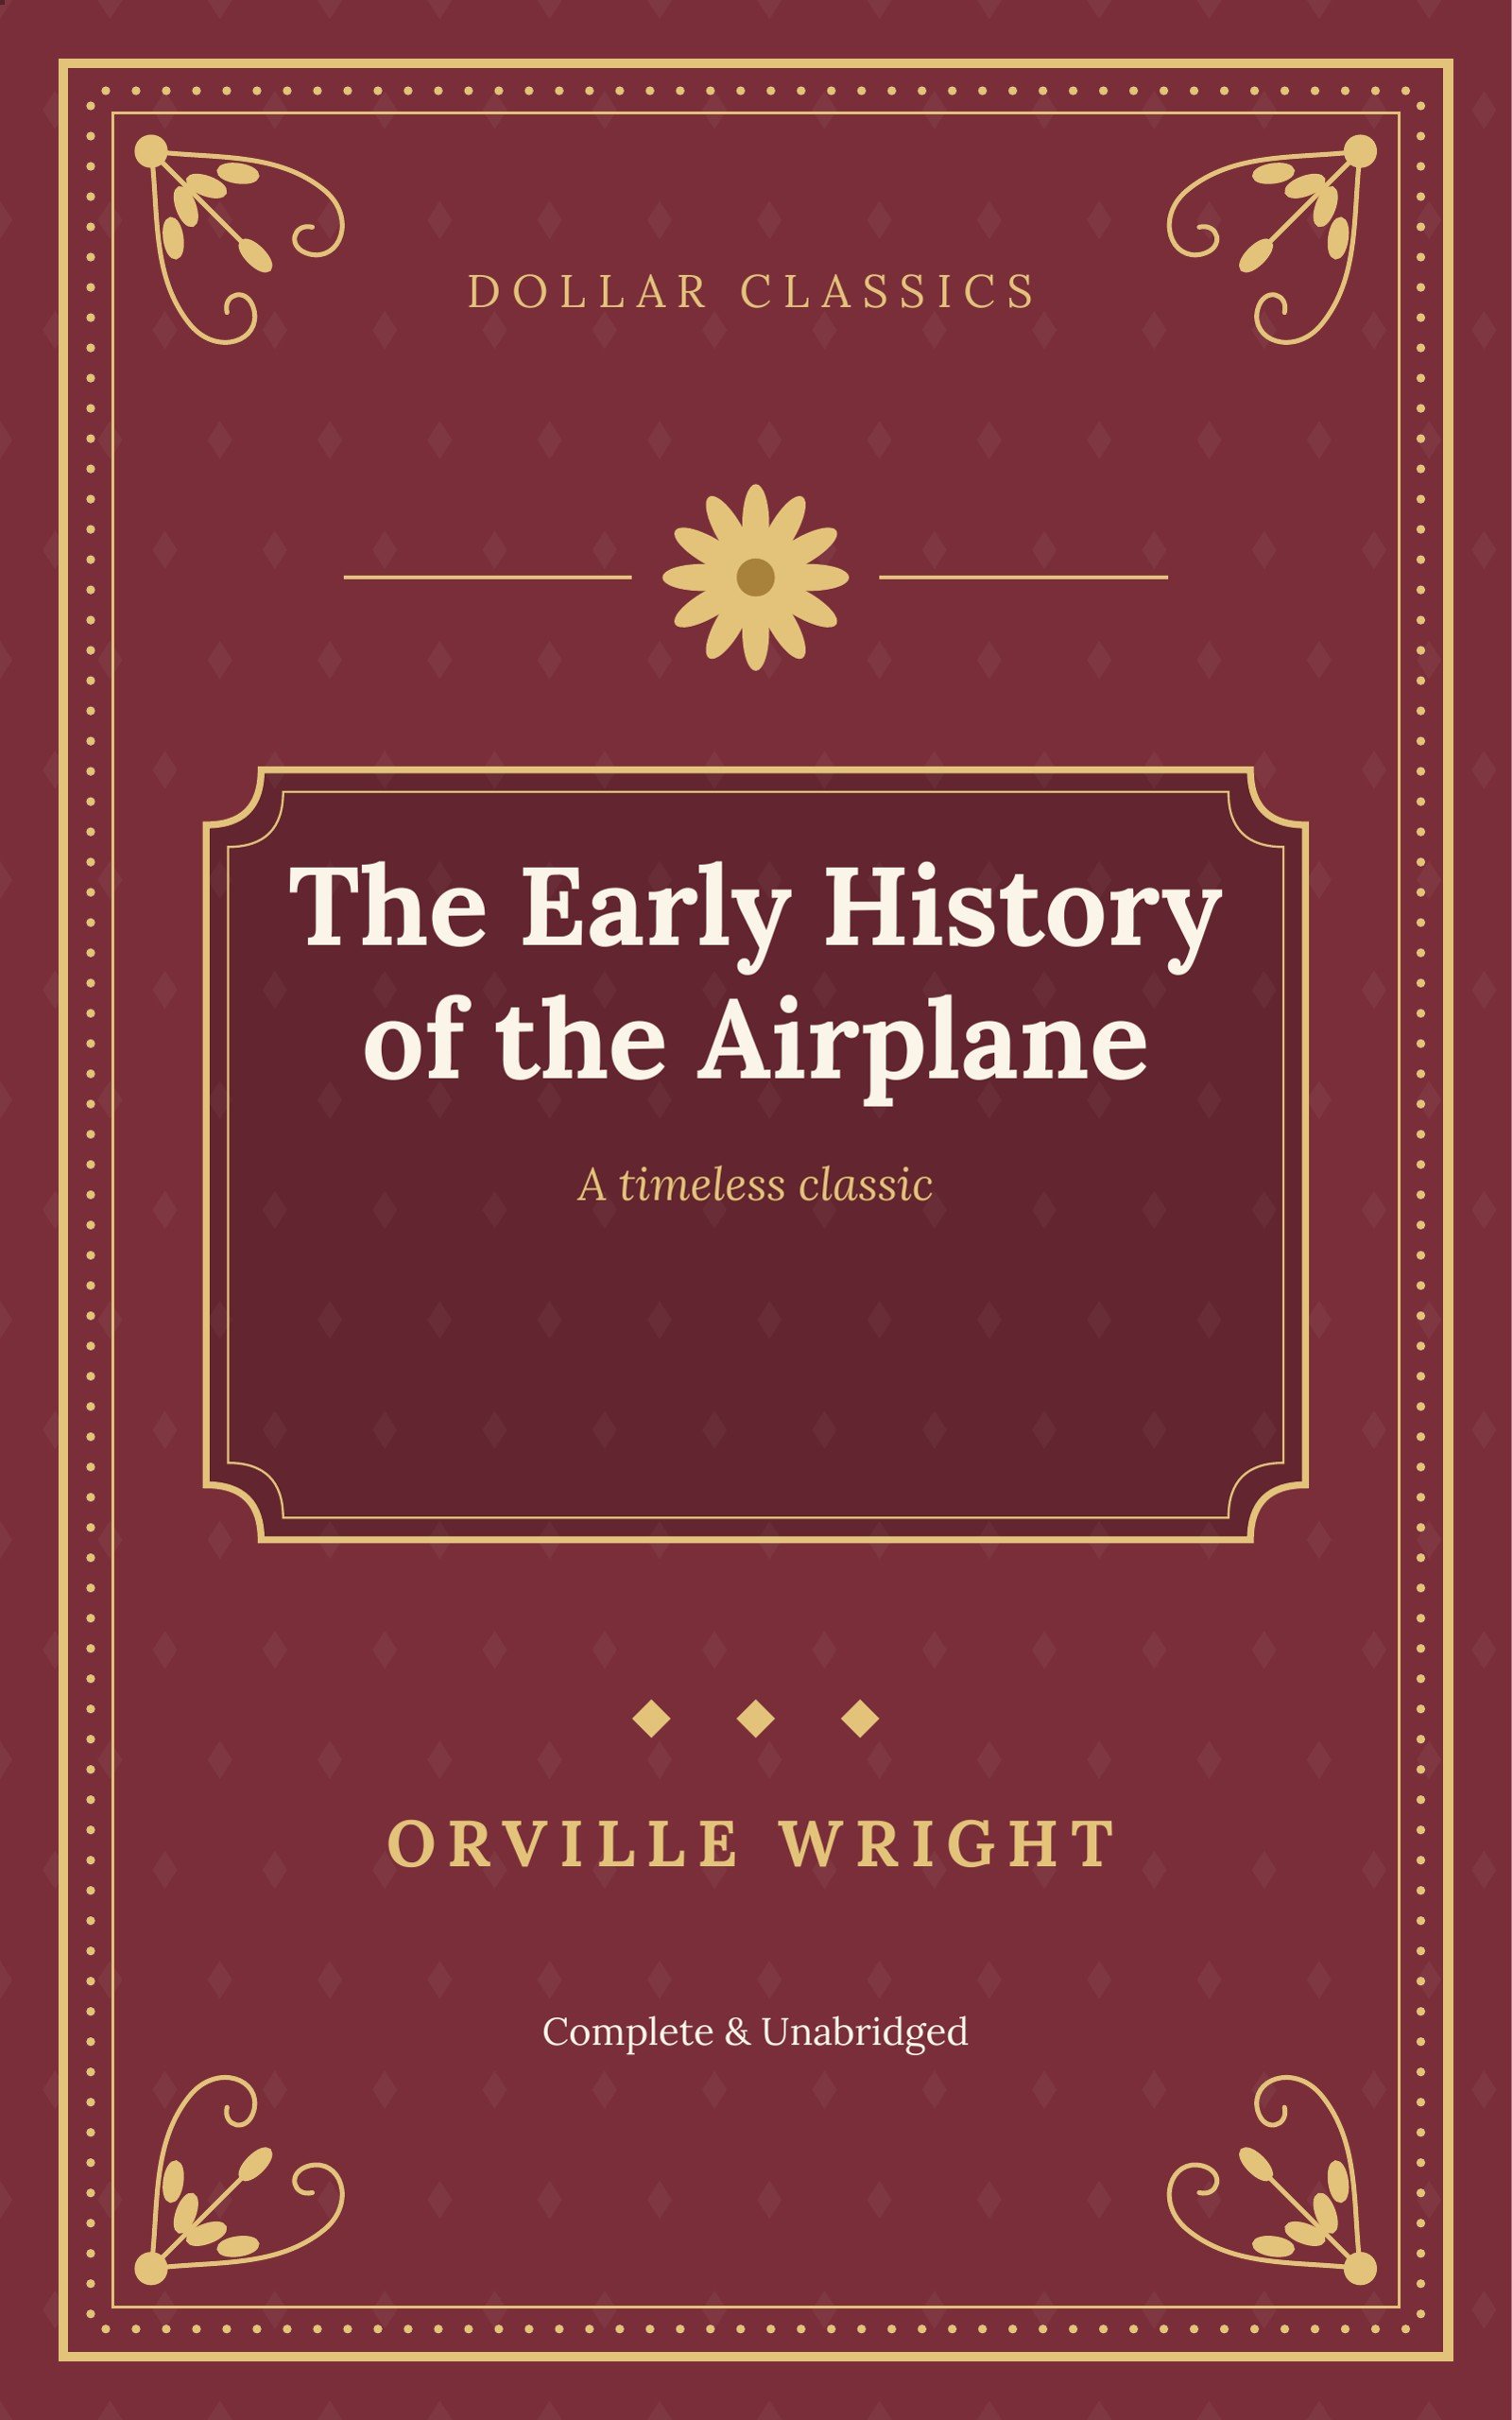 DOLLAR CLASSICS
The Early History
of the Airplane
A timeless classic
ORVILLE WRIGHT
Complete & Unabridged